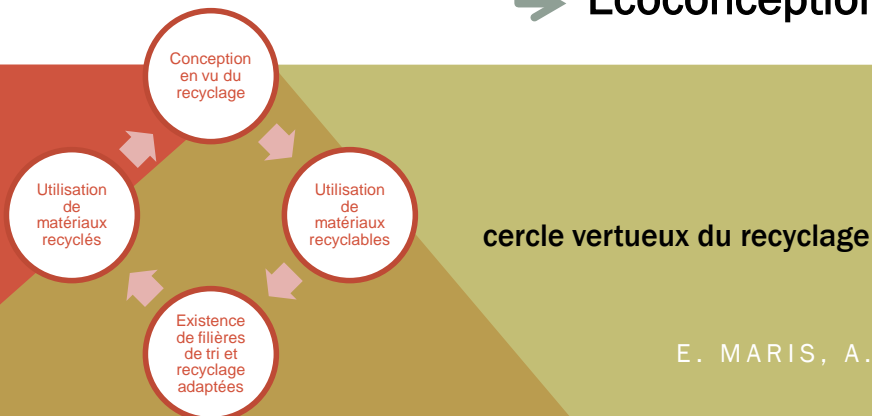 Ecoconception
Conception
en vu du
recyclage
Utilisation
de
matériaux
recyclés
Utilisation
de
matériaux
recyclables
cercle vertueux du recyclage
Existence
de filières
de tri et
recyclage
adaptées
E. MARIS, A.